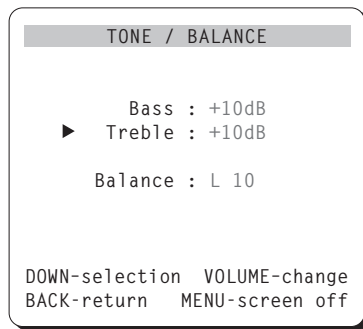 TONE / BALANCE
Bass : +10dB
Treble : +10dB
Balance : L 10
DOWN-selection VOLUME-change
BACK-return MENU-screen off